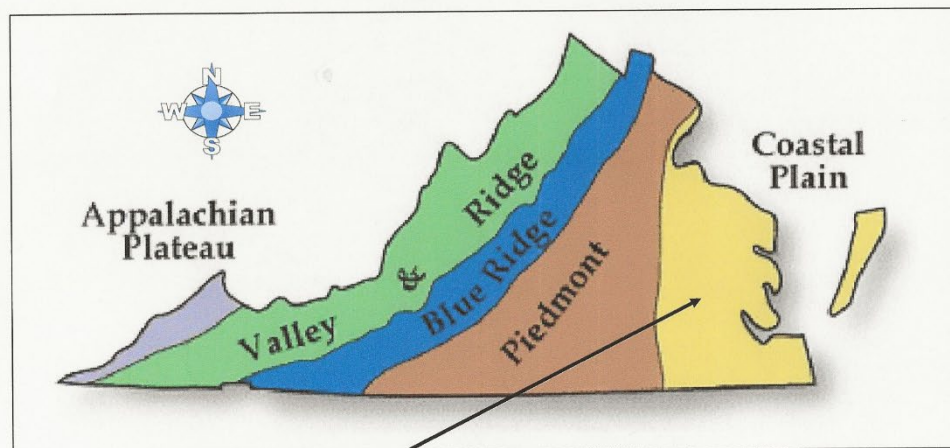 N
W E
S
Appalachian
Plateau
Valley & Ridge
Blue Ridge
Piedmont
Coastal
Plain